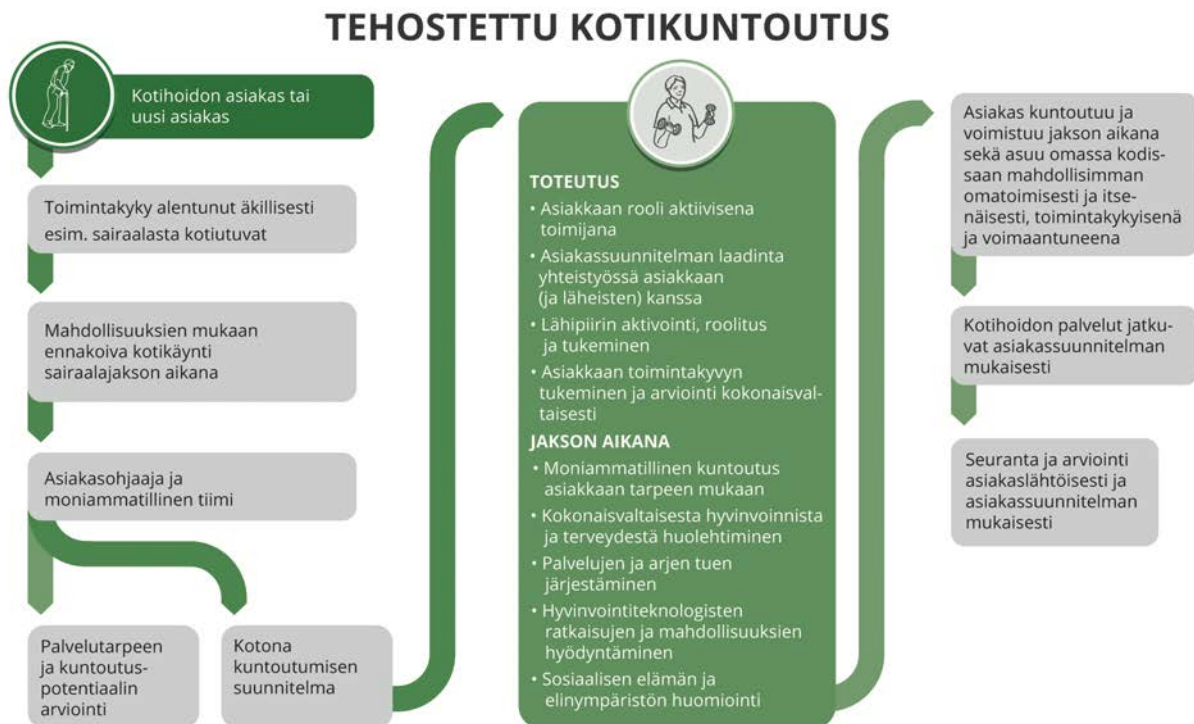 TEHOSTETTU KOTIKUNTOUTUS
Kotihoidon asiakas tai
uusi asiakas
Toimintakyky alentunut äkillisesti
esim. sairaalasta kotiutuvat
Mahdollisuuksien mukaan
ennakoiva kotikäynti
sairaalajakson aikana
Asiakasohjaaja ja
moniammatillinen tiimi
Palvelutarpeen
ja kuntoutus-
potentiaalin
arviointi
Kotona
kuntoutumisen
suunnitelma
TOTEUTUS
• Asiakkaan rooli aktiivisena
toimijana
• Asiakassuunnitelman laadinta
yhteistyössä asiakkaan
(ja läheisten) kanssa
• Lähipiirin aktivointi, roolitus
ja tukeminen
• Asiakkaan toimintakyvyn
tukeminen ja arviointi kokonaisval-
taisesti
JAKSON AIKANA
• Moniammatillinen kuntoutus
asiakkaan tarpeen mukaan
• Kokonaisvaltaisesta hyvinvoinnista
ja terveydestä huolehtiminen
• Palvelujen ja arjen tuen
järjestäminen
• Hyvinvointiteknologisten
ratkaisujen ja mahdollisuuksien
hyödyntäminen
• Sosiaalisen elämän ja
elinympäristön huomiointi
Asiakas kuntoutuu ja
voimistuu jakson aikana
sekä asuu omassa kodis-
saan mahdollisimman
omatoimisesti ja itse-
näisesti, toimintakykyisenä
ja voimaantuneena
Kotihoidon palvelut jatku-
vat asiakassuunnitelman
mukaisesti
Seuranta ja arviointi
asiakaslähtöisesti ja
asiakassuunnitelman
mukaisesti